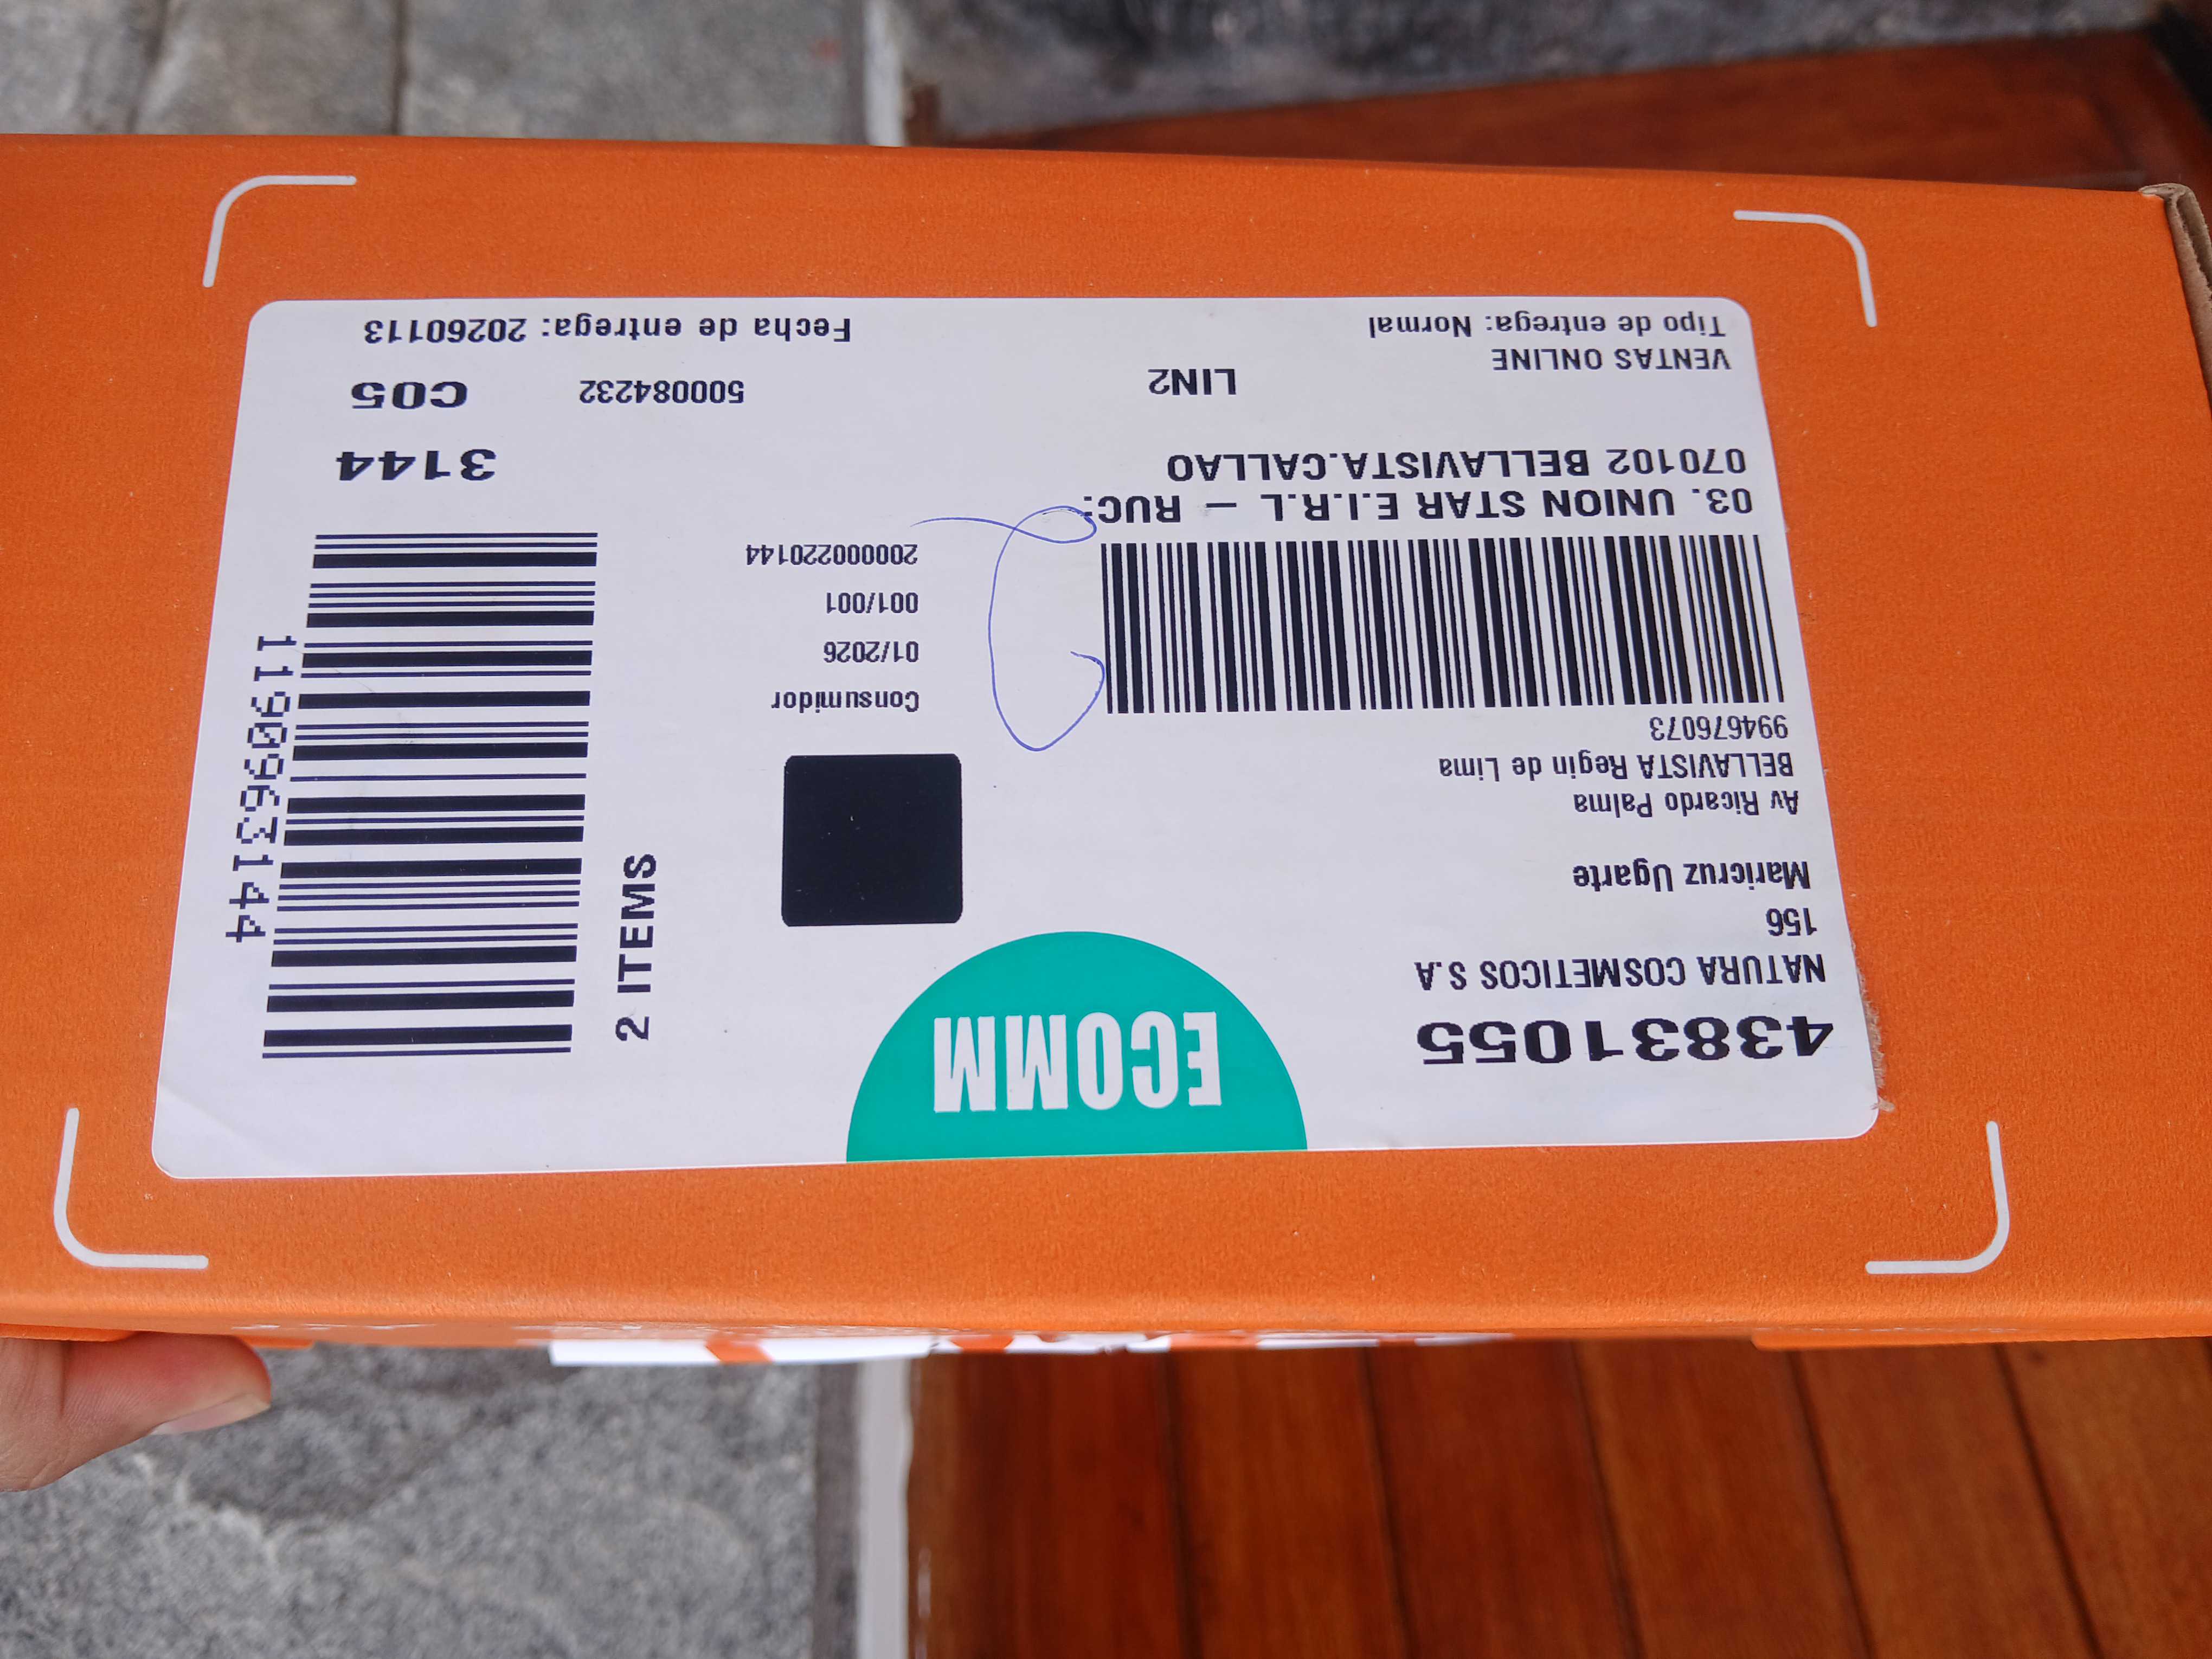 43831055
NATURA COSMETICOS S.A
156
Maricruz Ugarte
Av Ricardo Palma
BELLAVISTA Regin de Lima
994676073
03. UNION STAR E.I.R.L — RUC:
070102 BELLAVISTA.CALLAO
LIN2
VENTAS ONLINE
Tipo de entrega: Normal
ECOMM
Consumidor
01/2026
001/001
20000220144
500084232
Fecha de entrega: 20260113
2 ITEMS
1190963144
3144
C05